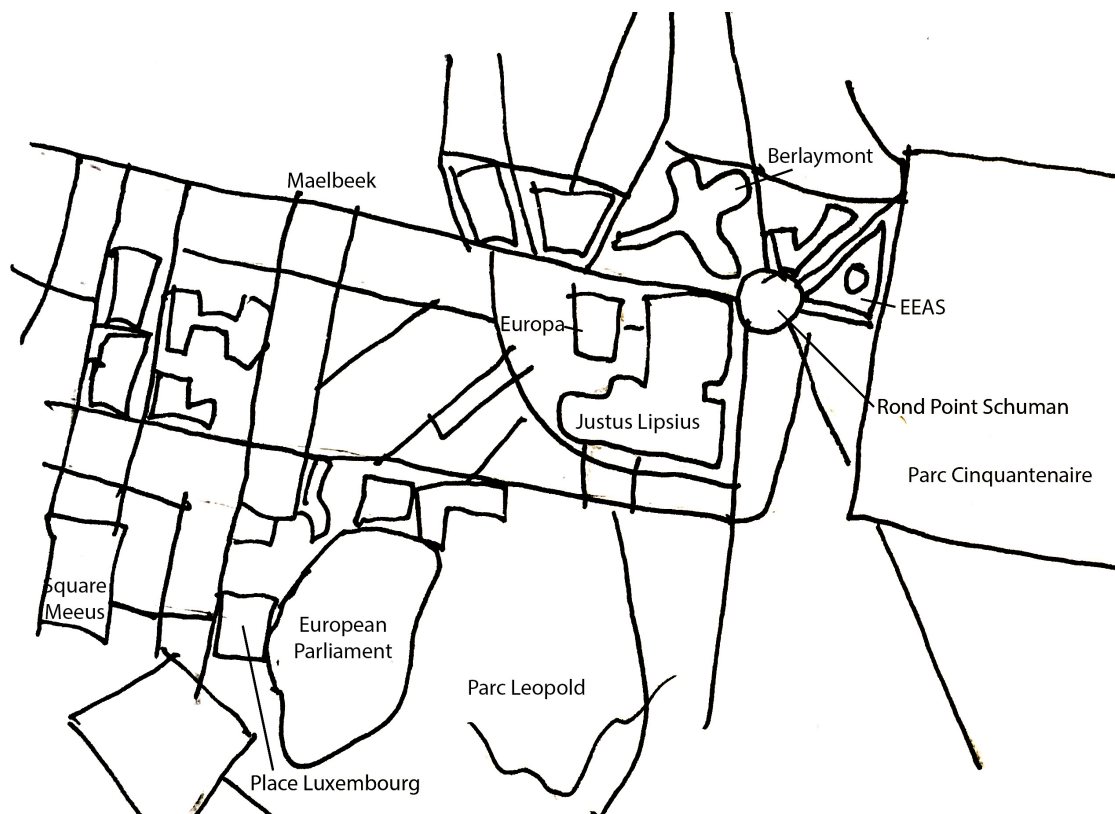 Berlaymont
Maelbeek
EEAS
Europa
Rond Point Schuman
Justus Lipsius
Parc Cinquantenaire
Square
Meeus
European
Parliament
Parc Leopold
Place Luxembourg